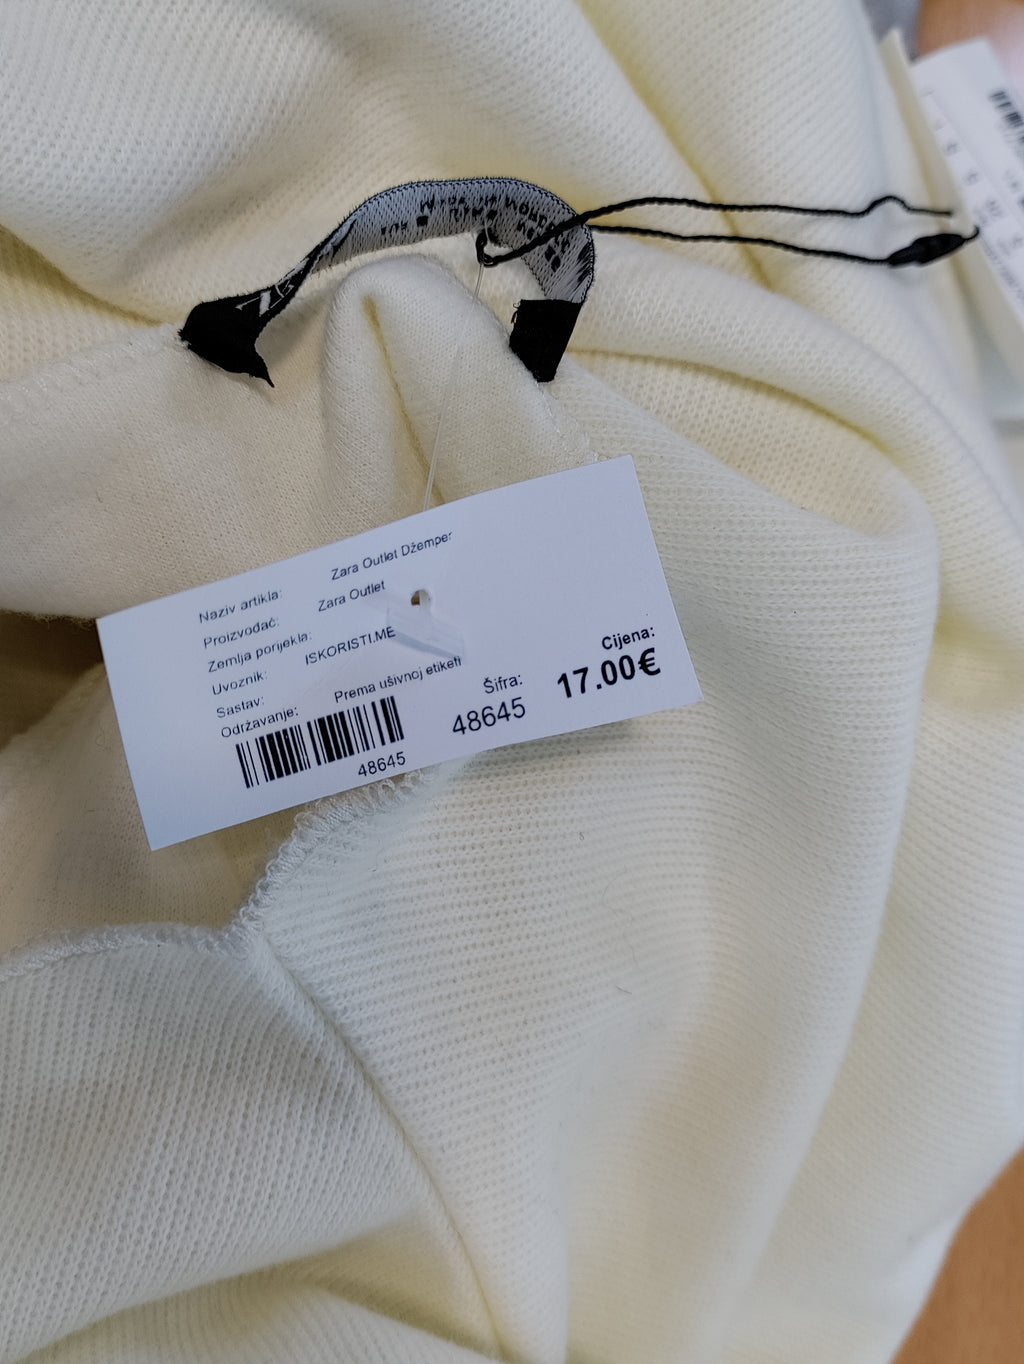 Naziv artikla: Zara Outlet Džemper
Proizvođač: Zara Outlet
Zemlja porijekla:
Uvoznik: ISKORISTI.ME
Sastav:
Održavanje: Prema ušivnoj etiketi
48645
Šifra:
48645
Cijena:
17.00€